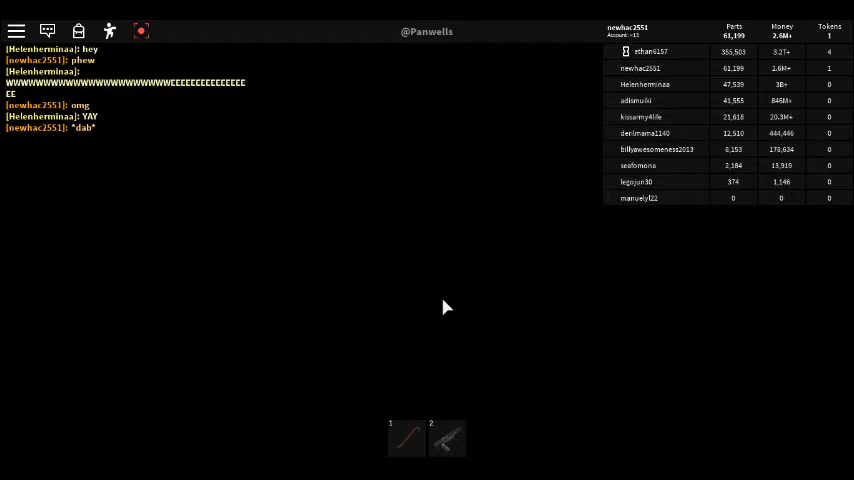 @Panwells
newhac2551
Account: <13
Parts
61,199
Money
2.6M+
Tokens
1
[Helenherminaa]: hey
[newhac2551]: phew
[Helenherminaa]:
WWWWWWWWWWWWWWWWWWWWWWEEEEEEEEEEEEEEE
EE
[newhac2551]: omg
[Helenherminaa]: YAY
[newhac2551]: *dab*
ethan6157 355,503 3.2T+ 4
newhac2551 61,199 2.6M+ 1
Helenherminaa 47,539 3B+ 0
adismulki 41,555 846M+ 0
kissarmy4life 21,618 20.3M+ 0
derilmama1140 12,510 444,446 0
billyawesomeness2013 8,153 178,634 0
seafomona 2,184 13,919 0
legojun30 374 1,146 0
manuelyl22 0 0 0
1 2